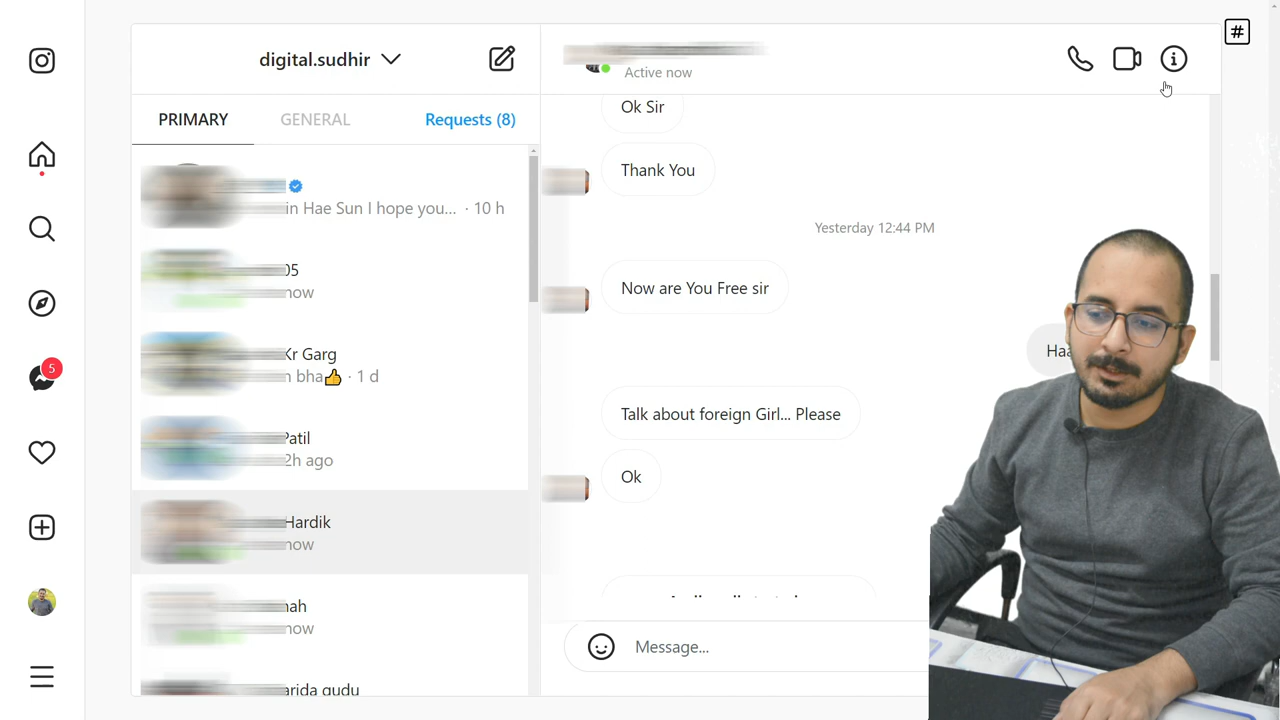 digital.sudhir
#
Active now
PRIMARY
GENERAL
Requests (8)
Ok Sir
Thank You
in Hae Sun I hope you... · 10 h
Yesterday 12:44 PM
05
now
Now are You Free sir
Kr Garg
n bha👍 · 1 d
5
Talk about foreign Girl... Please
Patil
2h ago
Ok
Hardik
now
nah
now
Message...
arida gudu